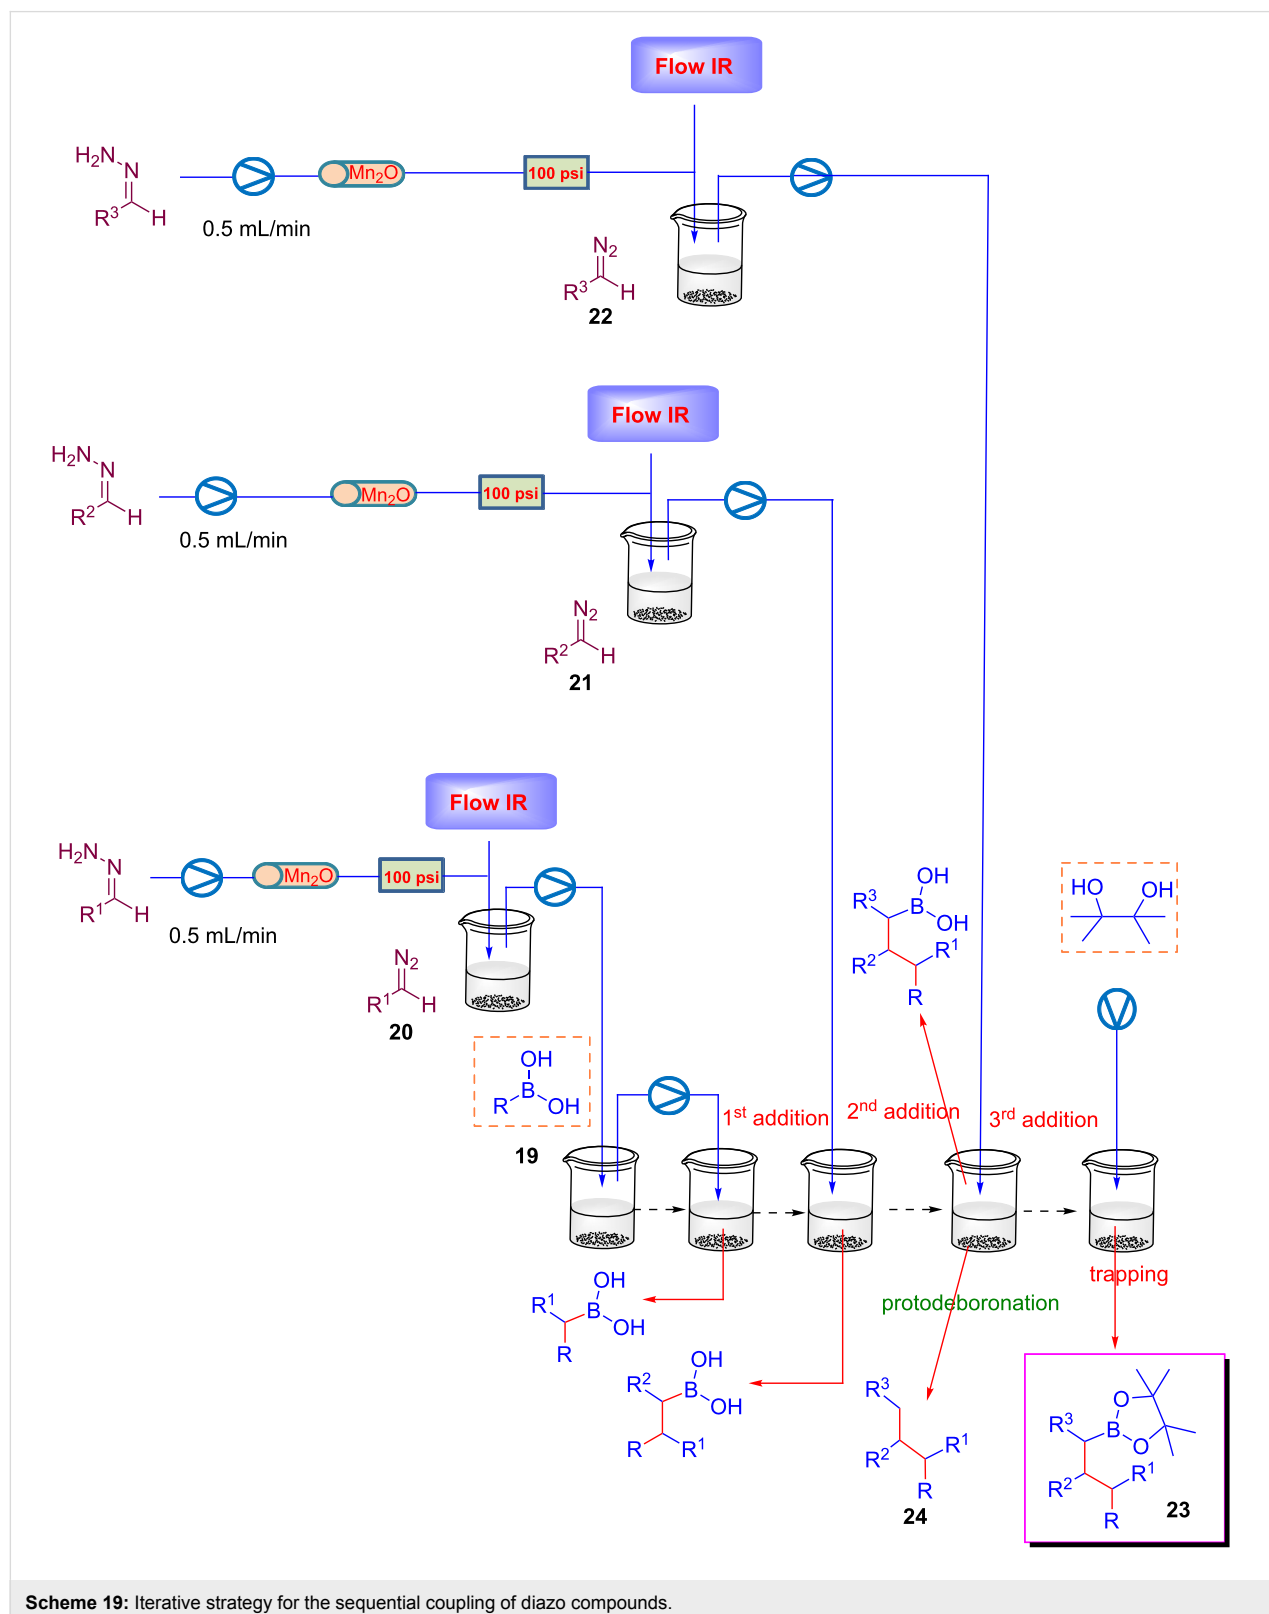 Flow IR
H₂N
N
R³ H
Mn₂O
100 psi
0.5 mL/min
N₂
R³ H
22
Flow IR
H₂N
N
R² H
Mn₂O
100 psi
0.5 mL/min
N₂
R² H
21
Flow IR
H₂N
N
R¹ H
Mn₂O
100 psi
0.5 mL/min
N₂
R¹ H
20
OH
R³ B
OH
R² R¹
R
HO OH
OH
B
R OH
19
1ˢᵗ addition
2ⁿᵈ addition
3ʳᵈ addition
OH
R¹ B
OH
R
trapping
protodeboronation
OH
R² B
OH
R R¹
R³
R² R¹
R
24
O
R³ B
O
R² R¹
R
23
Scheme 19: Iterative strategy for the sequential coupling of diazo compounds.